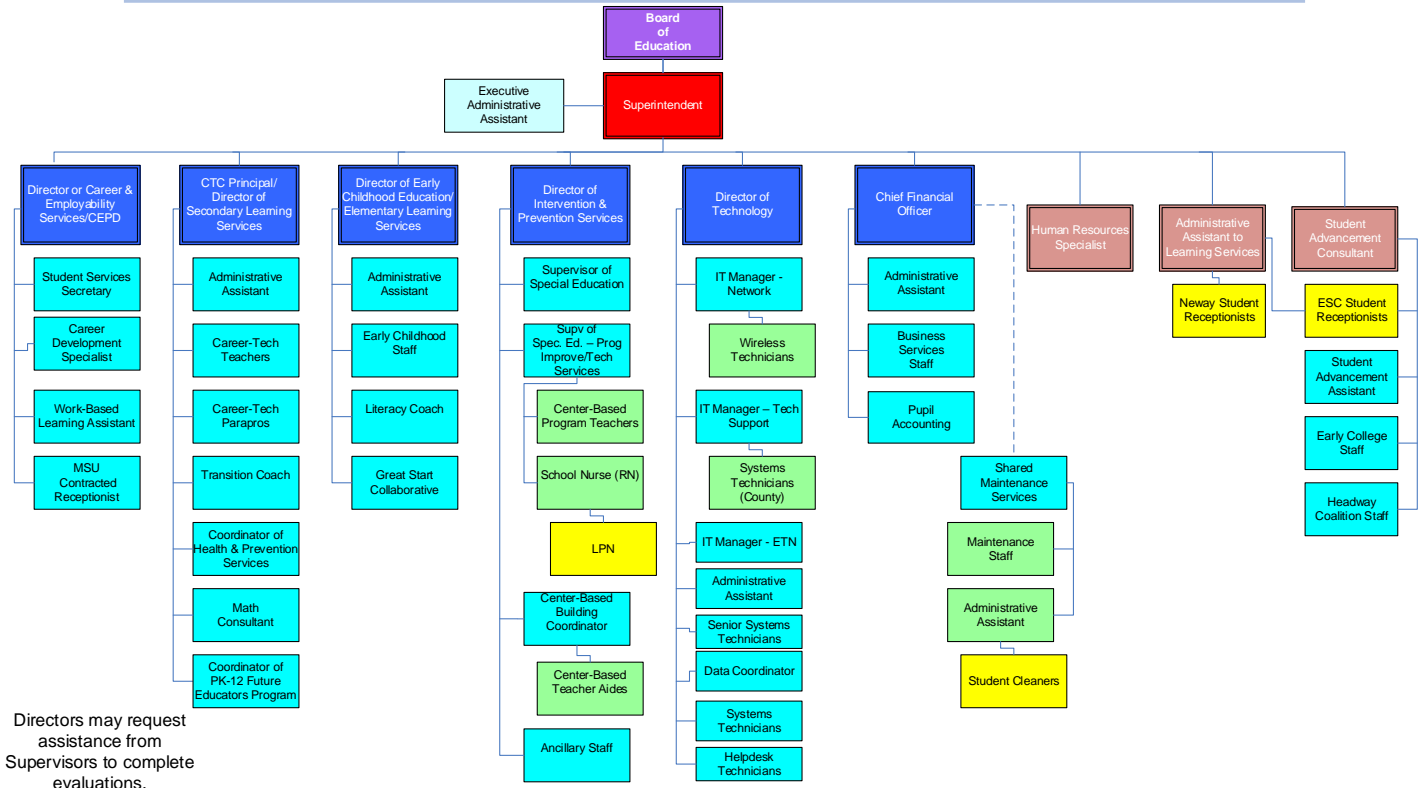 Board
of
Education
Executive
Administrative
Assistant
Superintendent
Director or Career &
Employability
Services/CEPD
Student Services
Secretary
Career
Development
Specialist
Work-Based
Learning Assistant
MSU
Contracted
Receptionist
CTC Principal/
Director of
Secondary Learning
Services
Administrative
Assistant
Career-Tech
Teachers
Career-Tech
Parapros
Transition Coach
Coordinator of
Health & Prevention
Services
Math
Consultant
Coordinator of
PK-12 Future
Educators Program
Director of Early
Childhood Education/
Elementary Learning
Services
Administrative
Assistant
Early Childhood
Staff
Literacy Coach
Great Start
Collaborative
Director of
Intervention &
Prevention Services
Supervisor of
Special Education
Supv of
Spec. Ed. – Prog
Improve/Tech
Services
Center-Based
Program Teachers
School Nurse (RN)
LPN
Center-Based
Building
Coordinator
Center-Based
Teacher Aides
Ancillary Staff
Director of
Technology
IT Manager -
Network
Wireless
Technicians
IT Manager – Tech
Support
Systems
Technicians
(County)
IT Manager - ETN
Administrative
Assistant
Senior Systems
Technicians
Data Coordinator
Systems
Technicians
Helpdesk
Technicians
Chief Financial
Officer
Administrative
Assistant
Business
Services
Staff
Pupil
Accounting
Shared
Maintenance
Services
Maintenance
Staff
Administrative
Assistant
Student Cleaners
Human Resources
Specialist
Administrative
Assistant to
Learning Services
Neway Student
Receptionists
Student
Advancement
Consultant
ESC Student
Receptionists
Student
Advancement
Assistant
Early College
Staff
Headway
Coalition Staff
Directors may request
assistance from
Supervisors to complete
evaluations.